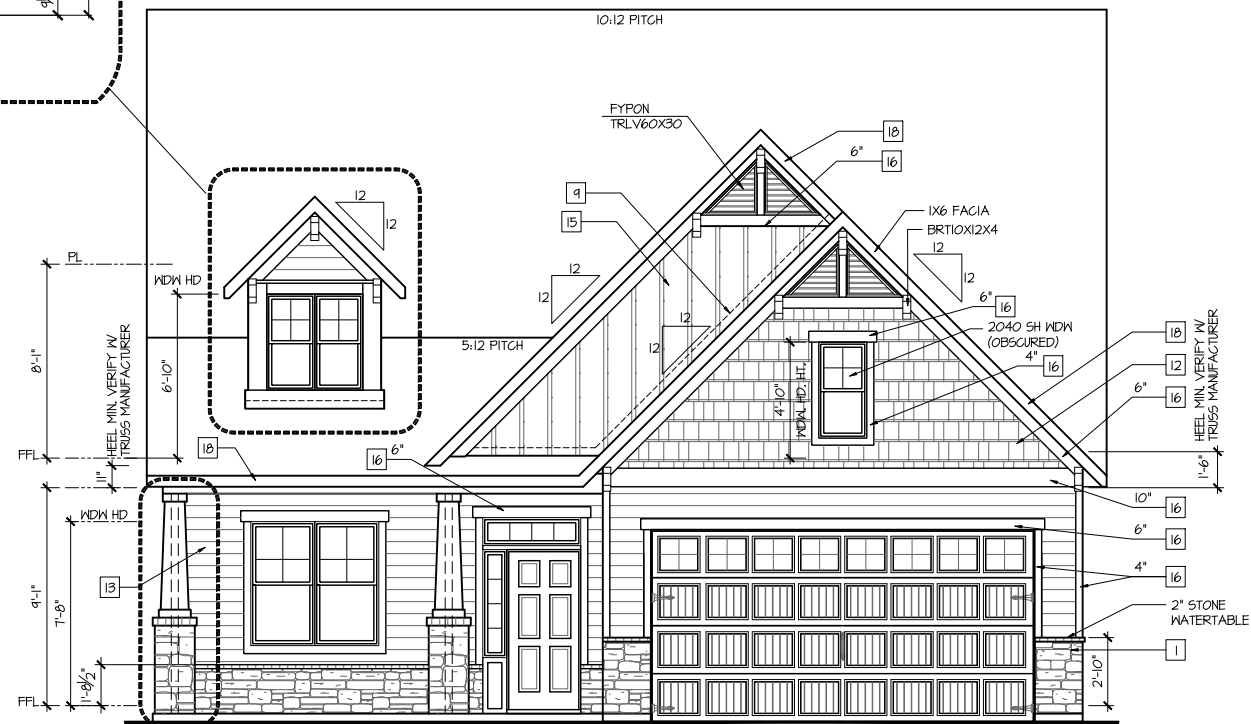 10:12 PITCH
FYPON
TRLV60X30
18
6"
16
9
15
12
12
1X6 FACIA
BRT10X12X4
12
12
PL
WDW HD
12
12
6"
16
2040 SH WDW
(OBSCURED)
4"
16
12
12
5:12 PITCH
8'-1"
HEEL MIN. VERIFY W/
TRUSS MANUFACTURER
6'-10"
4'-10"
WDW. HD. HT.
18
12
6"
16
HEEL MIN. VERIFY W/
TRUSS MANUFACTURER
FFL
11"
18
16
6"
1'-6"
10"
16
WDW HD
6"
16
13
4"
16
9'-1"
7'-8"
2" STONE
WATERTABLE
1
1'-8 1/2"
2'-10"
FFL